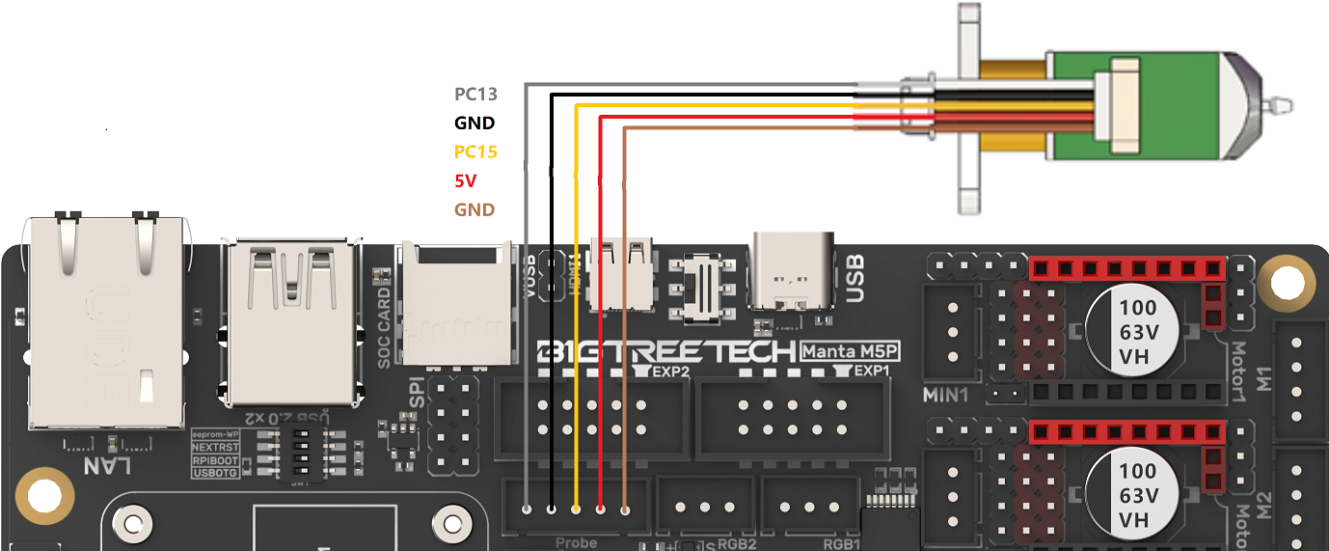 PC13
GND
PC15
5V
GND
VUSB
HDMI1
USB
SOC CARD
BIGTREETECH
Manta M5P
SPI
EXP2
EXP1
MIN1
Motor1
M1
100
63V
VH
USB 2.0 x2
eeprom-WP
NEXTRST
RPIBOOT
USBOTG
LAN
100
63V
VH
Moto
M2
Probe
RGB2
RGB1